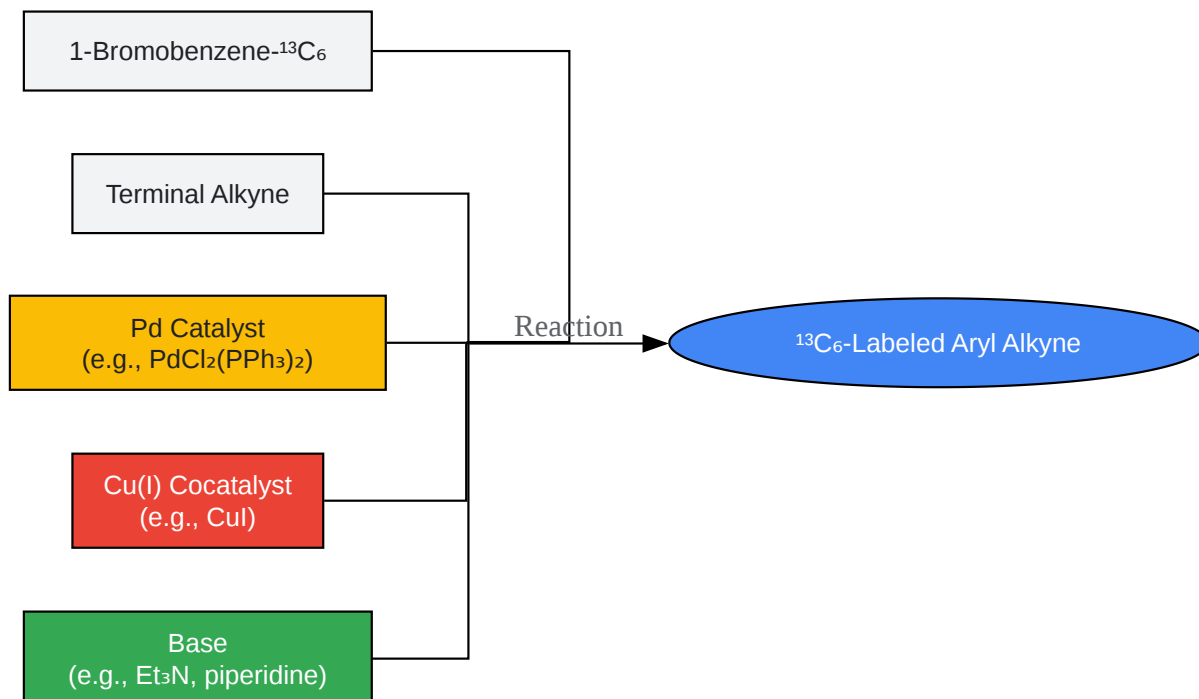 1-Bromobenzene-¹³C₆
Terminal Alkyne
Pd Catalyst
(e.g., PdCl₂(PPh₃)₂)
Reaction
¹³C₆-Labeled Aryl Alkyne
Cu(I) Cocatalyst
(e.g., CuI)
Base
(e.g., Et₃N, piperidine)